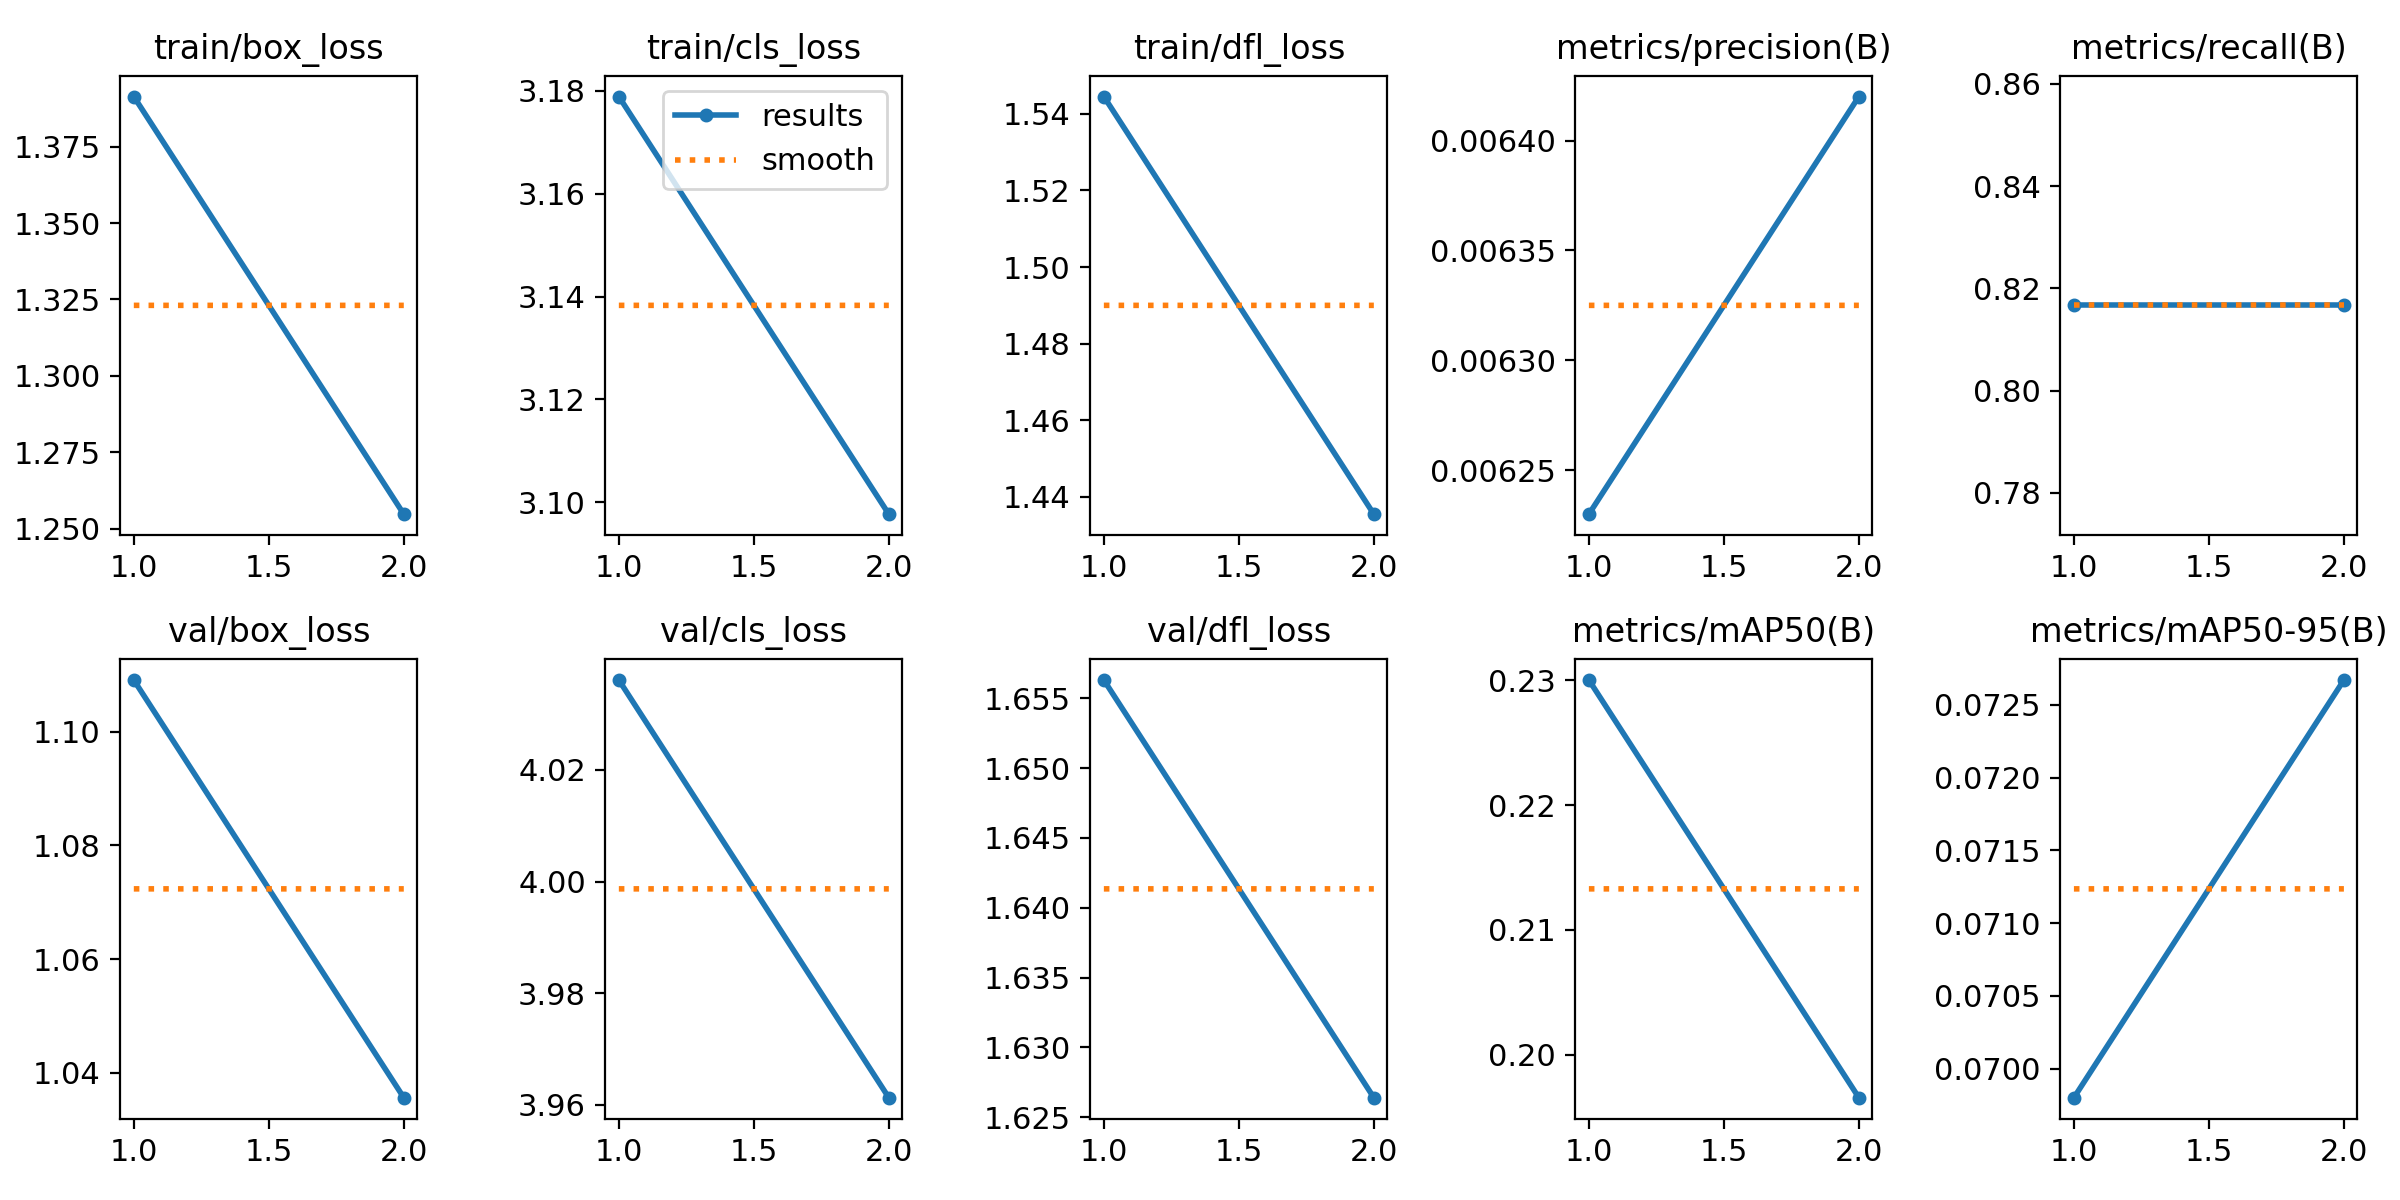 train/box_loss
1.375
1.350
1.325
1.300
1.275
1.250
1.0 1.5 2.0
train/cls_loss
results
smooth
3.18
3.16
3.14
3.12
3.10
1.0 1.5 2.0
train/dfl_loss
1.54
1.52
1.50
1.48
1.46
1.44
1.0 1.5 2.0
metrics/precision(B)
0.00640
0.00635
0.00630
0.00625
1.0 1.5 2.0
metrics/recall(B)
0.86
0.84
0.82
0.80
0.78
1.0 1.5 2.0
val/box_loss
1.10
1.08
1.06
1.04
1.0 1.5 2.0
val/cls_loss
4.02
4.00
3.98
3.96
1.0 1.5 2.0
val/dfl_loss
1.655
1.650
1.645
1.640
1.635
1.630
1.625
1.0 1.5 2.0
metrics/mAP50(B)
0.23
0.22
0.21
0.20
1.0 1.5 2.0
metrics/mAP50-95(B)
0.0725
0.0720
0.0715
0.0710
0.0705
0.0700
1.0 1.5 2.0